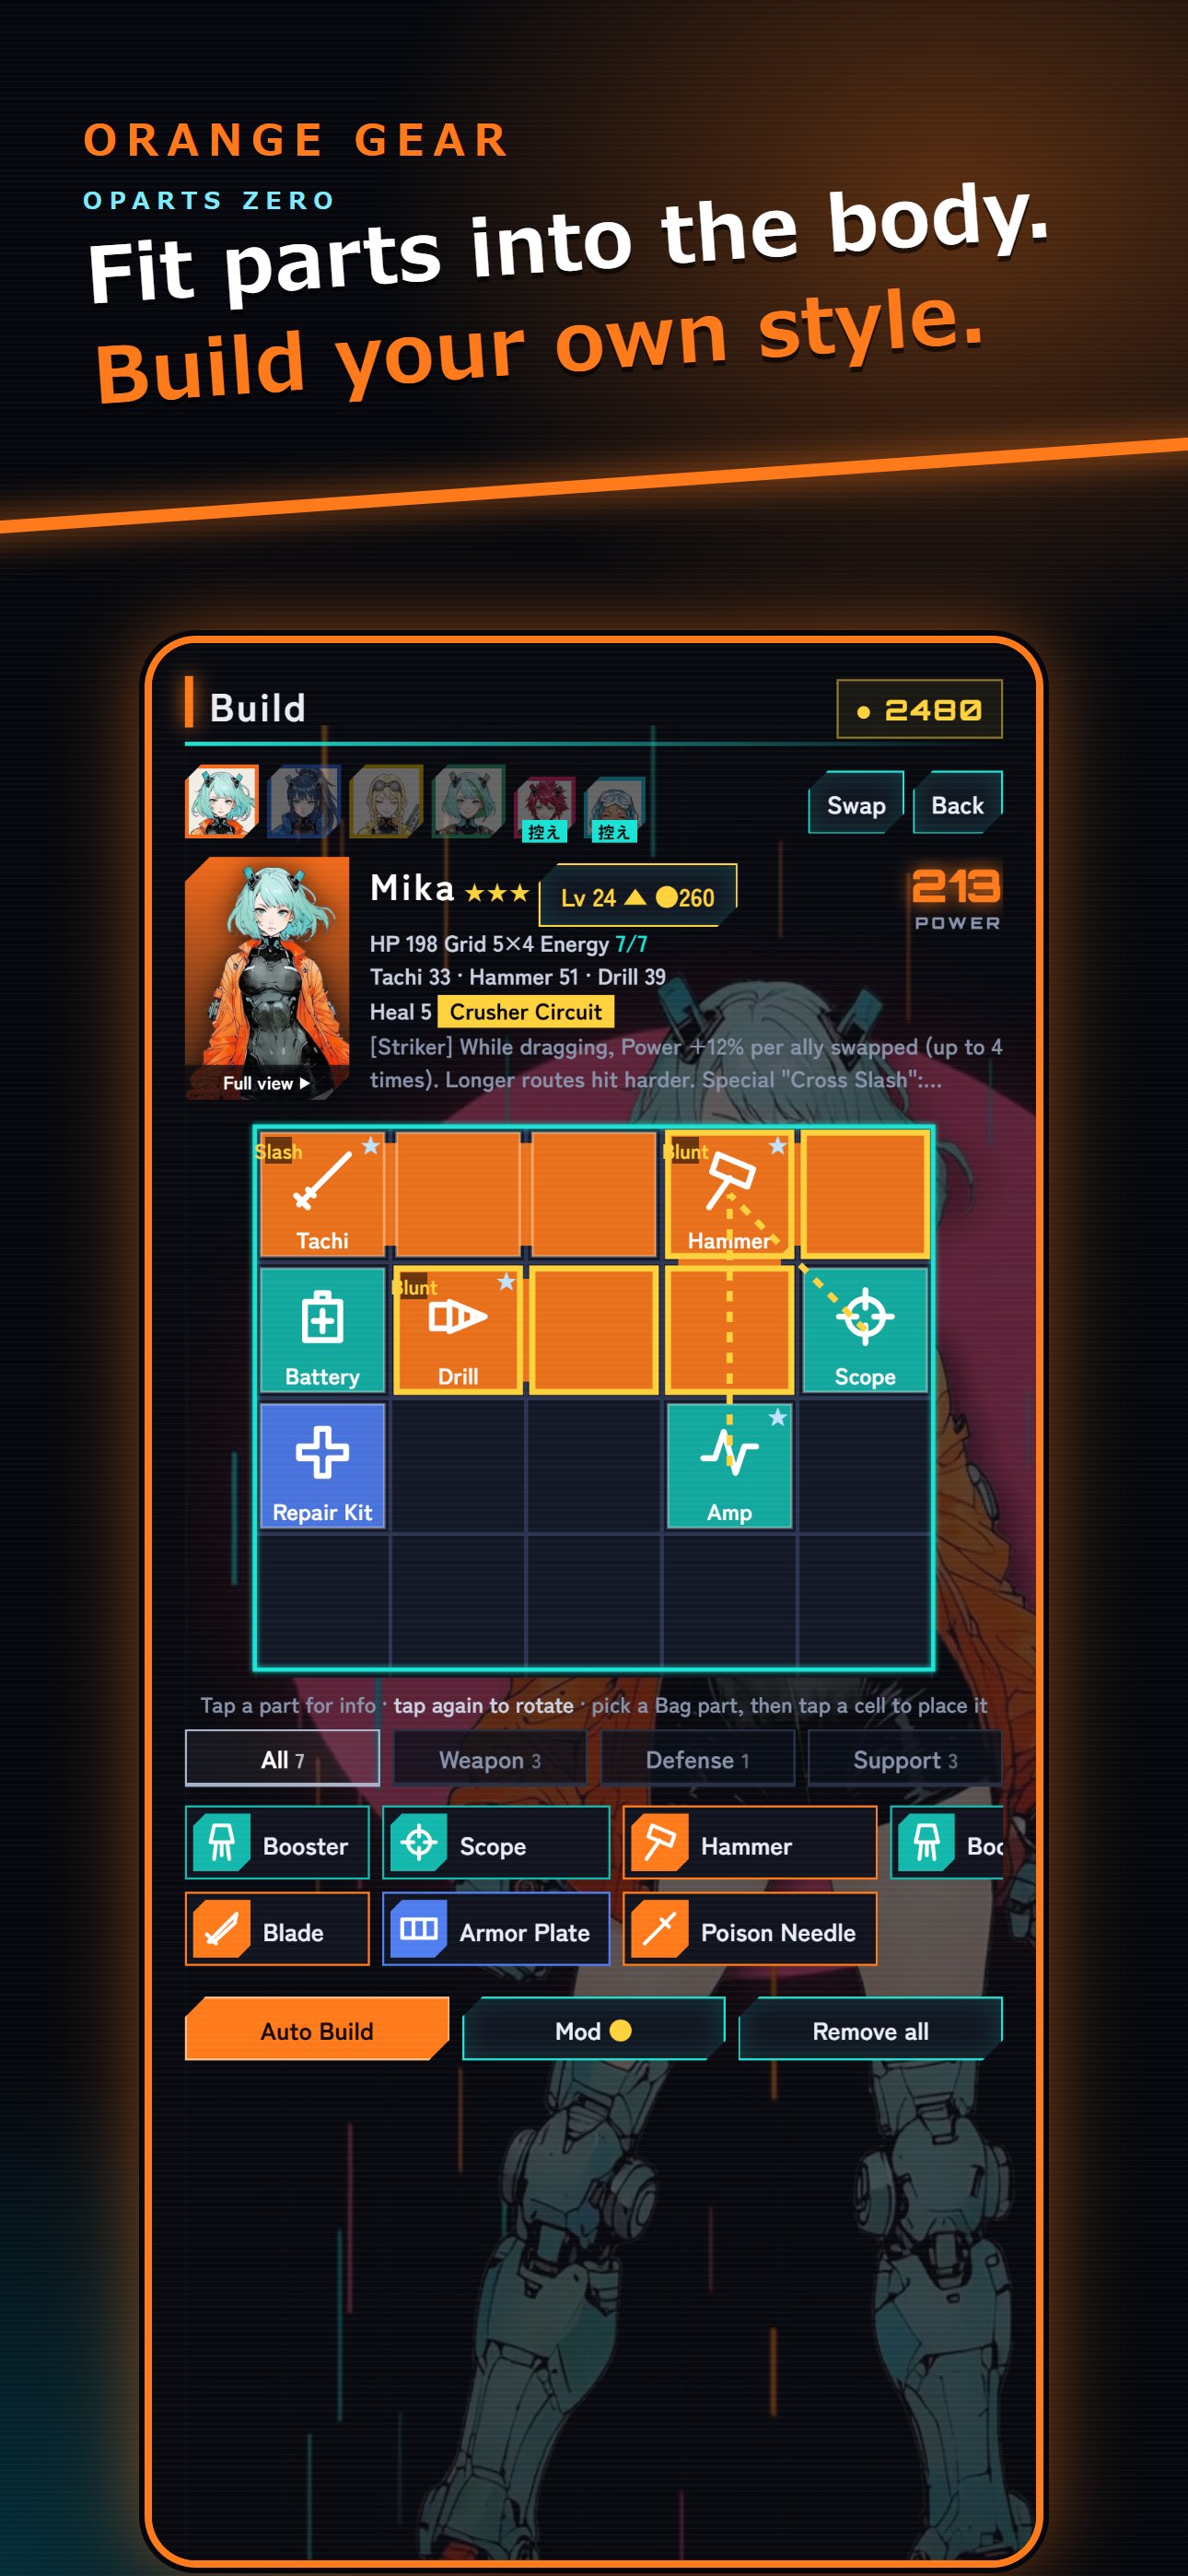 ORANGE GEAR
OPARTS ZERO
Fit parts into the body.
Build your own style.
Build
2480
控え
控え
Swap
Back
Mika ★★★ Lv 24 ▲ 260
213
POWER
HP 198 Grid 5×4 Energy 7/7
Tachi 33 · Hammer 51 · Drill 39
Heal 5 Crusher Circuit
[Striker] While dragging, Power +12% per ally swapped (up to 4
times). Longer routes hit harder. Special "Cross Slash":...
Full view ▶
Slash
Tachi
Blunt
Hammer
Battery
Blunt
Drill
Scope
Repair Kit
Amp
Tap a part for info · tap again to rotate · pick a Bag part, then tap a cell to place it
All 7
Weapon 3
Defense 1
Support 3
Booster
Scope
Hammer
Blade
Armor Plate
Poison Needle
Auto Build
Mod
Remove all